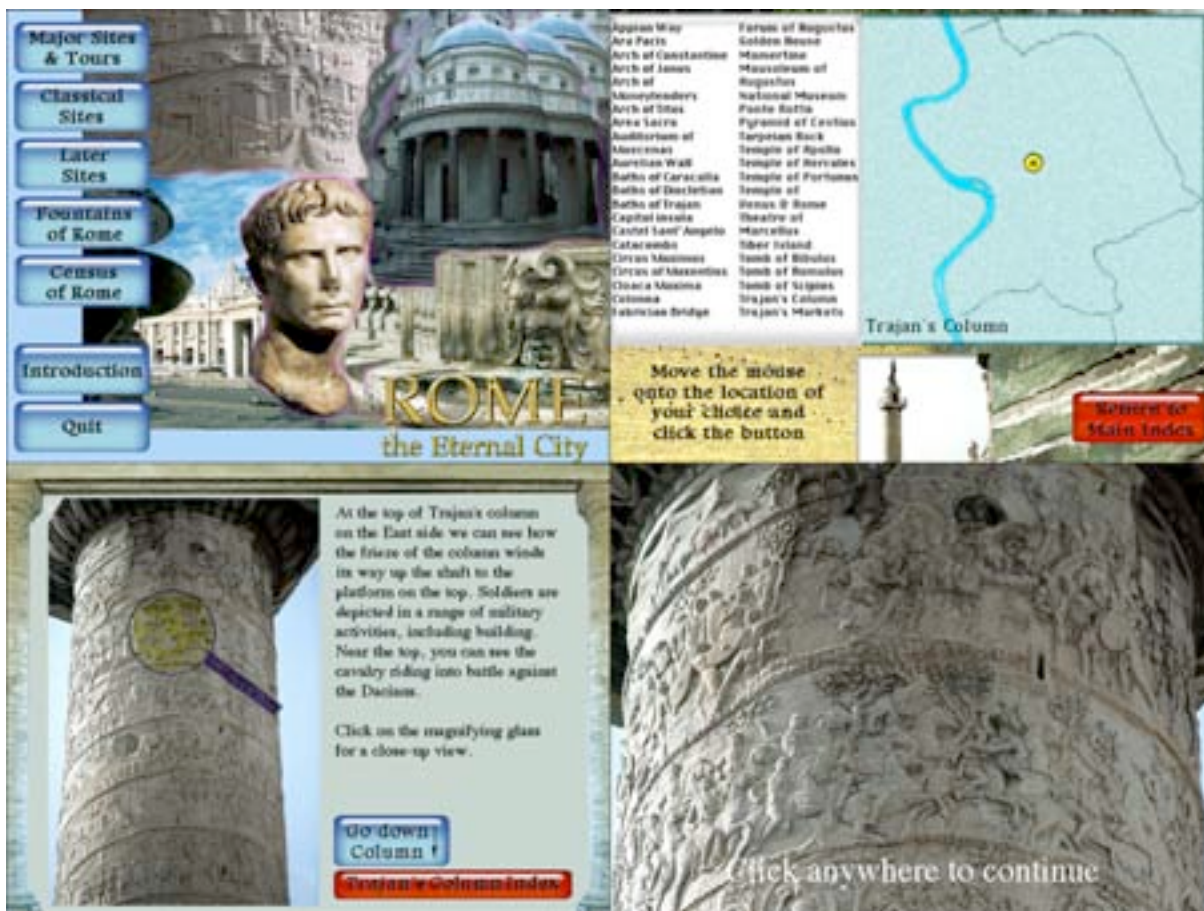 Major Sites
& Tours
Classical
Sites
Later
Sites
Fountains
of Rome
Census
of Rome
Introduction
Quit
ROME
the Eternal City
Appian Way
Ara Pacis
Arch of Constantine
Arch of Janus
Arch of
Moneylenders
Arch of Titus
Area Sacra
Auditorium of
Maecenas
Aurelian Wall
Baths of Caracalla
Baths of Diocletian
Baths of Trajan
Capitol insula
Castel Sant'Angelo
Catacombs
Circus Maximus
Circus of Maxentius
Cloaca Maxima
Colonna
Fabrician Bridge
Forum of Augustus
Golden House
Mamertine
Mausoleum of
Augustus
National Museum
Ponte Rotto
Pyramid of Cestius
Tarpeian Rock
Temple of Apollo
Temple of Hercules
Temple of Portunus
Temple of
Venus & Rome
Theatre of
Marcellus
Tiber Island
Tomb of Bibulus
Tomb of Romulus
Tomb of Scipios
Trajan's Column
Trajan's Markets
Trajan's Column
Move the mouse
onto the location of
your choice and
click the button
Return to
Main Index
At the top of Trajan's column
on the East side we can see how
the frieze of the column winds
its way up the shaft to the
platform on the top. Soldiers are
depicted in a range of military
activities, including building.
Near the top, you can see the
cavalry riding into battle against
the Dacians.
Click on the magnifying glass
for a close-up view.
Go down
Column
Trajan's Column Index
Click anywhere to continue